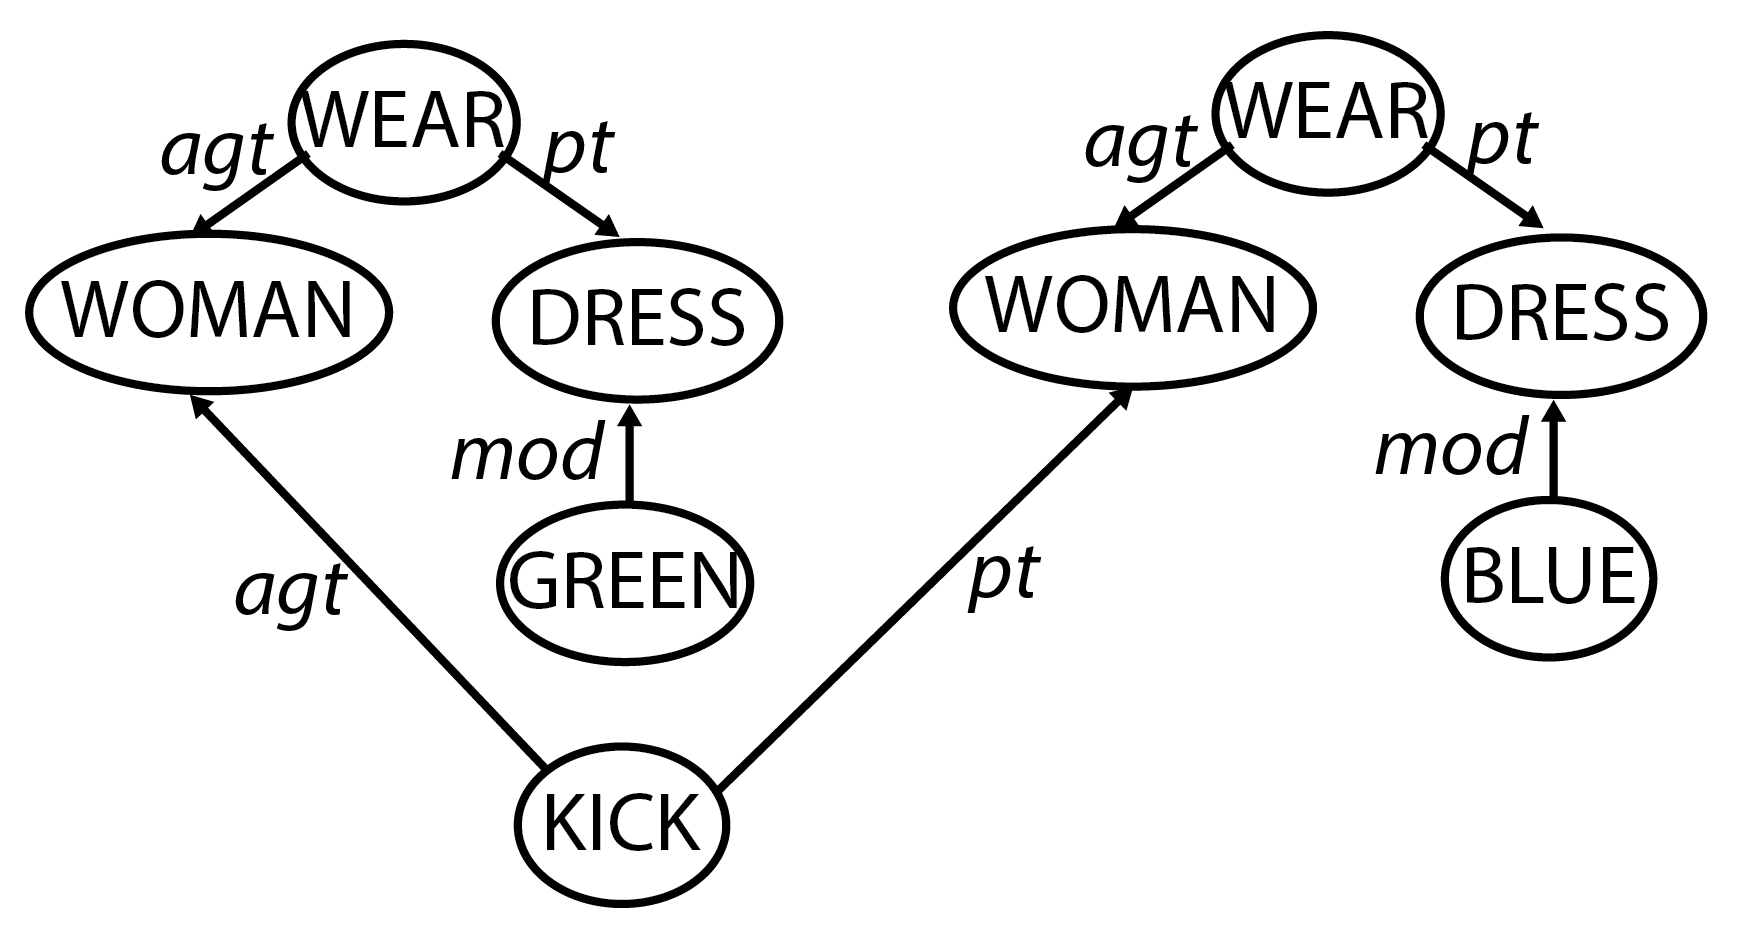 WEAR
WEAR
agt
pt
agt
pt
WOMAN
DRESS
WOMAN
DRESS
mod
mod
GREEN
BLUE
agt
pt
KICK